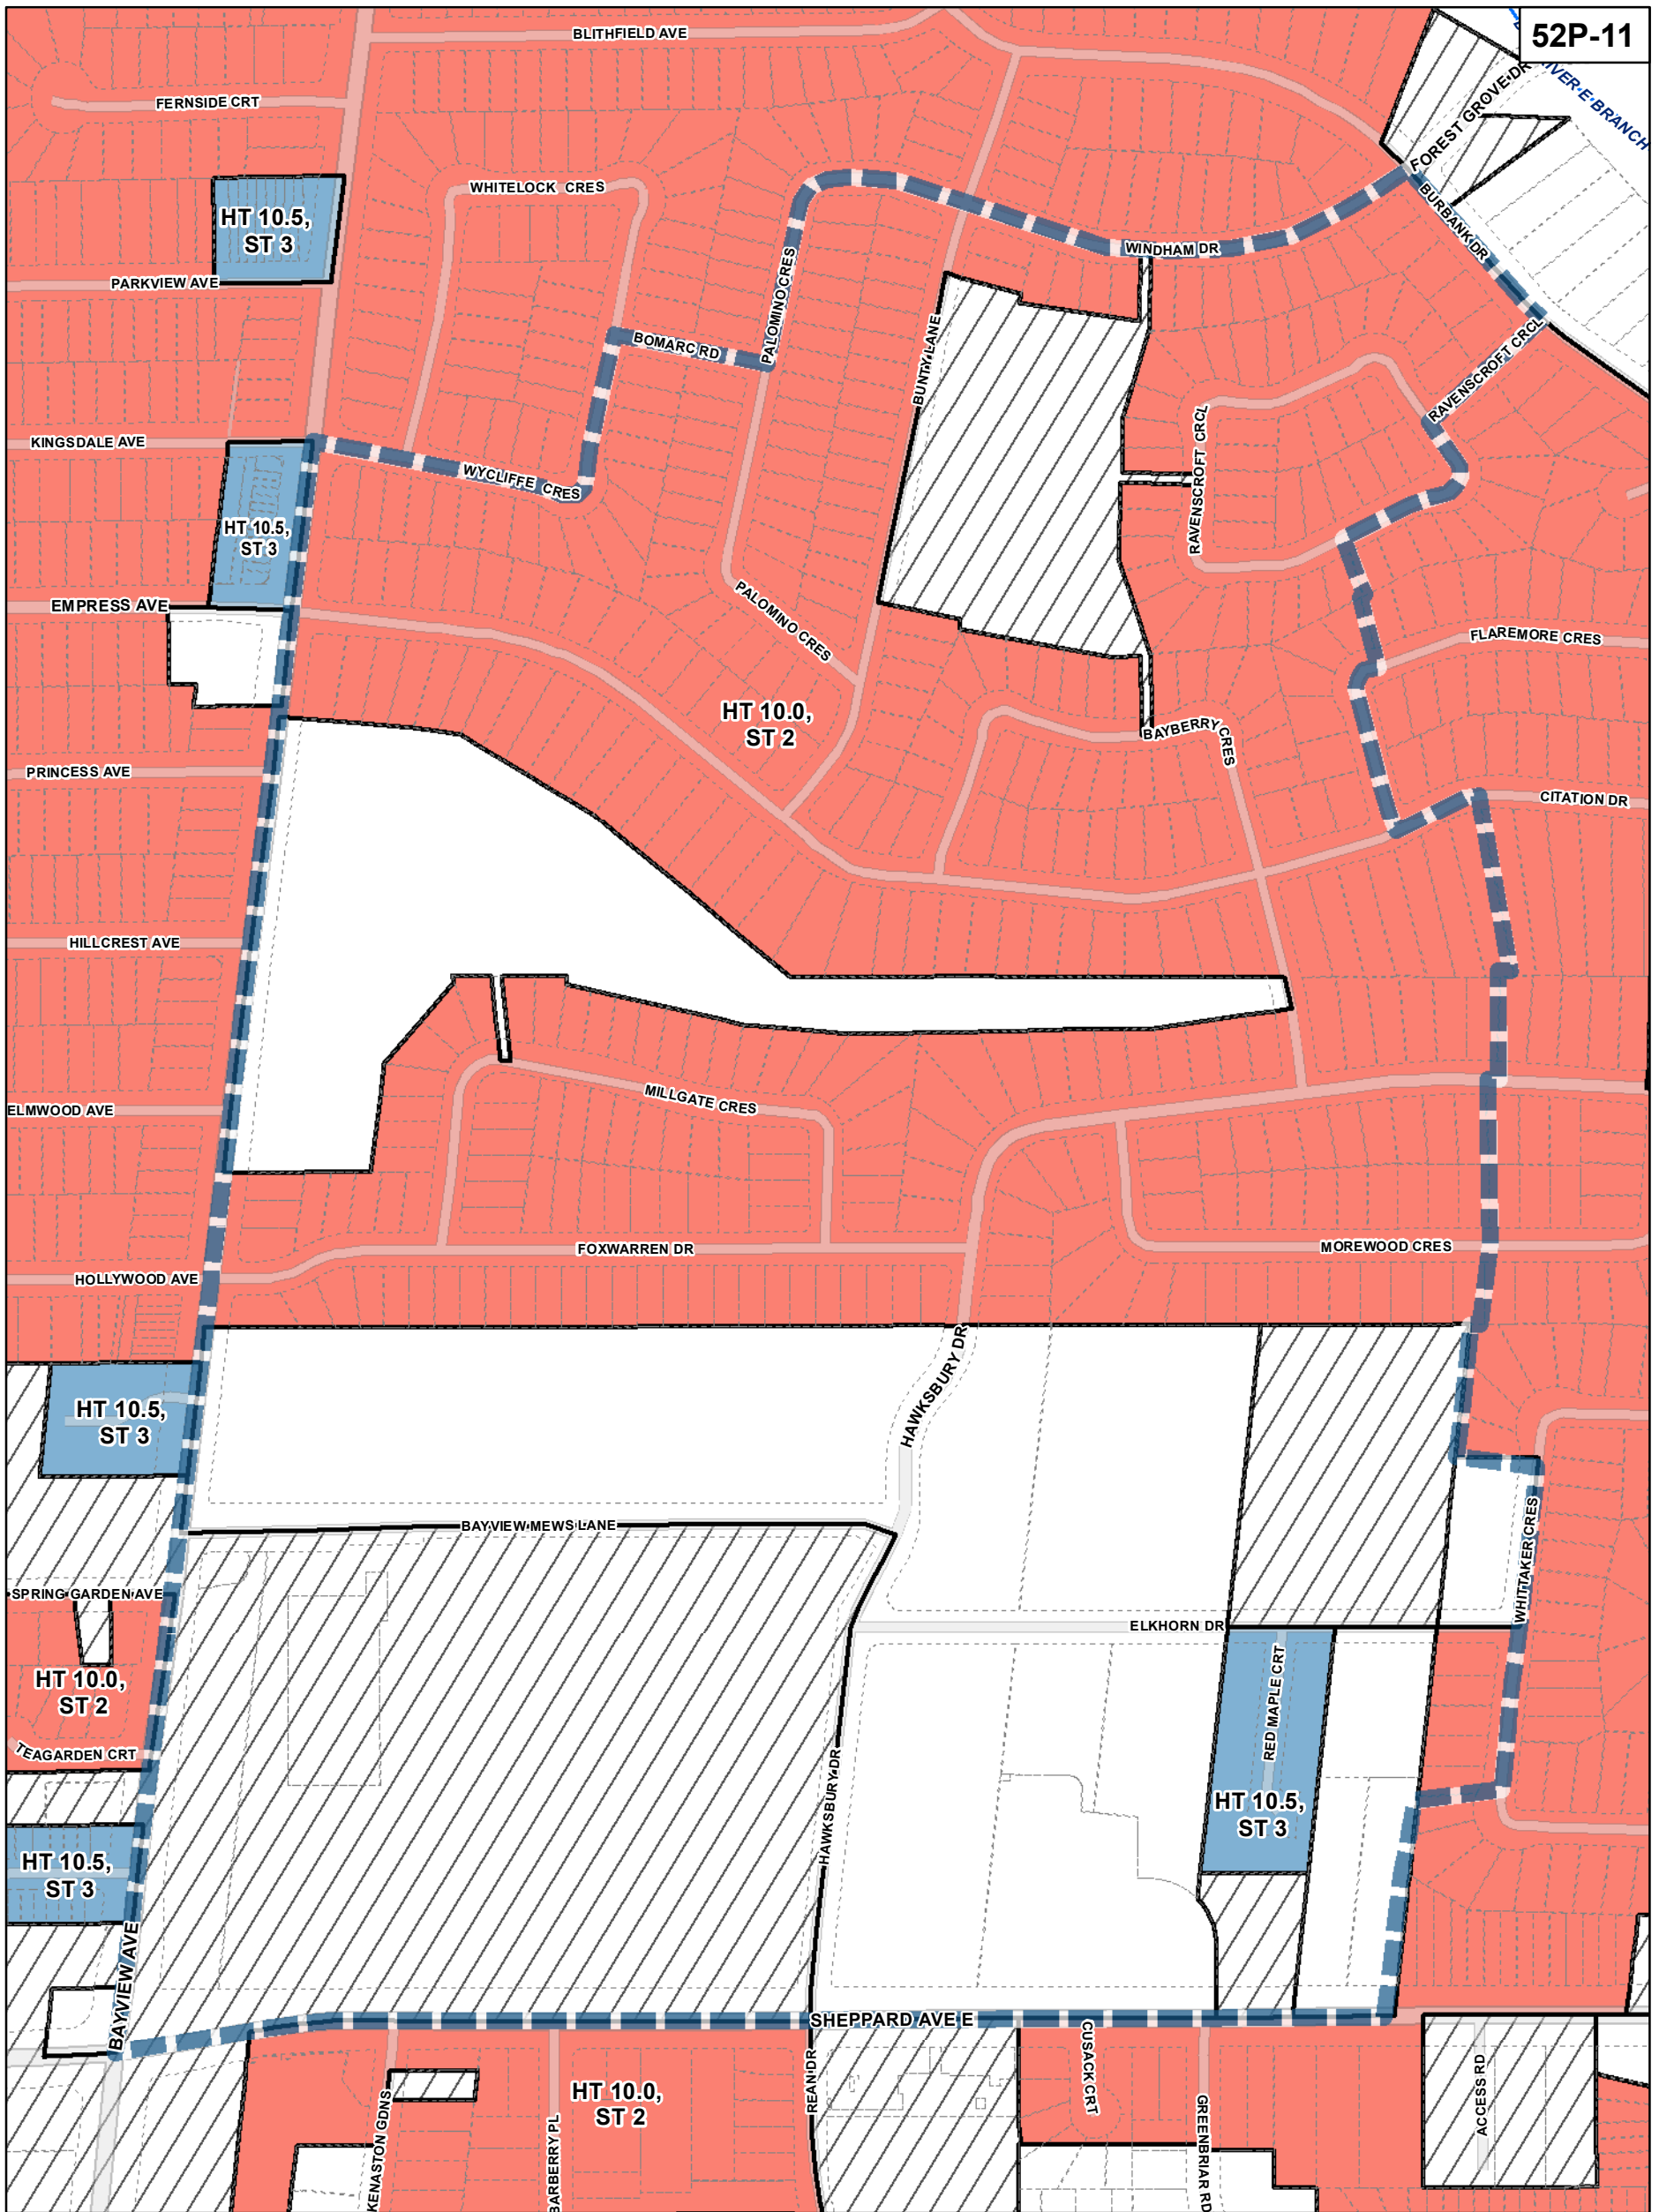 52P-11
BLITHFIELD AVE
FOREST GROVE DR
IVER E BRANCH
FERNSIDE CRT
WHITELOCK CRES
HT 10.5,
ST 3
BURBANK DR
WINDHAM DR
PALOMINO CRES
PARKVIEW AVE
BOMARC RD
BUNTY LANE
RAVENSCROFT CRCL
KINGSDALE AVE
WYCLIFFE CRES
RAVENSCROFT CRCL
HT 10.5,
ST 3
EMPRESS AVE
PALOMINO CRES
FLAREMORE CRES
HT 10.0,
ST 2
BAYBERRY CRES
PRINCESS AVE
CITATION DR
HILLCREST AVE
MILLGATE CRES
ELMWOOD AVE
FOXWARREN DR
MOREWOOD CRES
HOLLYWOOD AVE
HAWKSBURY DR
HT 10.5,
ST 3
BAYVIEW MEWS LANE
WHITTAKER CRES
SPRING GARDEN AVE
ELKHORN DR
RED MAPLE CRT
HT 10.0,
ST 2
TEAGARDEN CRT
HAWKSBURY DR
HT 10.5,
ST 3
HT 10.5,
ST 3
BAYVIEW AVE
SHEPPARD AVE E
CUSACK CRT
REAN DR
ACCESS RD
HT 10.0,
ST 2
KENASTON GDNS
BARBERRY PL
GREENBRIAR RD